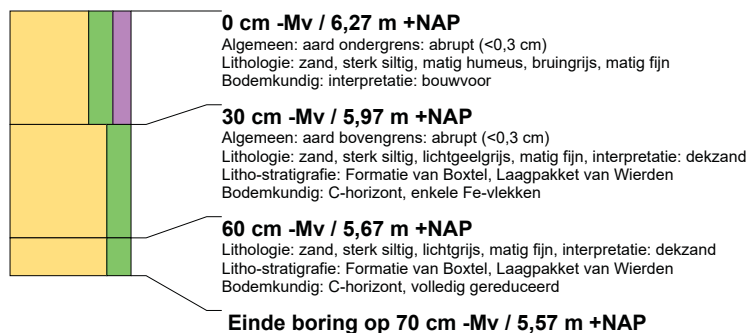 0 cm -Mv / 6,27 m +NAP
Algemeen: aard ondergrens: abrupt (<0,3 cm)
Lithologie: zand, sterk siltig, matig humeus, bruingrijs, matig fijn
Bodemkundig: interpretatie: bouwvoor
30 cm -Mv / 5,97 m +NAP
Algemeen: aard bovengrens: abrupt (<0,3 cm)
Lithologie: zand, sterk siltig, lichtgeelgrijs, matig fijn, interpretatie: dekzand
Litho-stratigrafie: Formatie van Boxtel, Laagpakket van Wierden
Bodemkundig: C-horizont, enkele Fe-vlekken
60 cm -Mv / 5,67 m +NAP
Lithologie: zand, sterk siltig, lichtgrijs, matig fijn, interpretatie: dekzand
Litho-stratigrafie: Formatie van Boxtel, Laagpakket van Wierden
Bodemkundig: C-horizont, volledig gereduceerd
Einde boring op 70 cm -Mv / 5,57 m +NAP